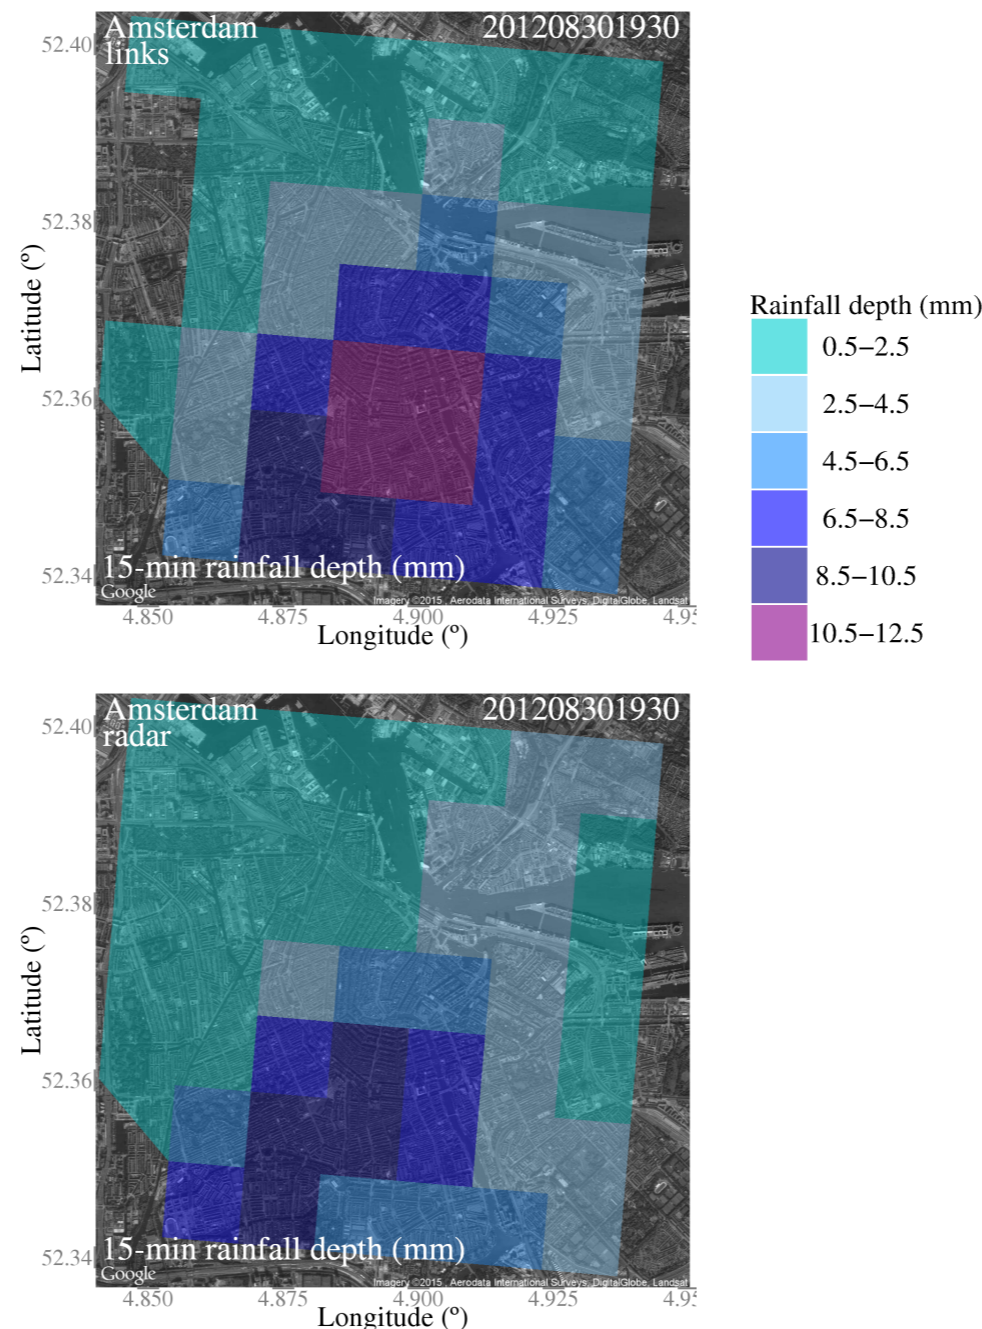 Amsterdam
links
201208301930
52.40
52.38
52.36
52.34
Latitude (º)
15-min rainfall depth (mm)
Google
Imagery ©2015 , Aerodata International Surveys, DigitalGlobe, Landsat
4.850
4.875
4.900
4.925
4.95
Longitude (º)
Rainfall depth (mm)
0.5–2.5
2.5–4.5
4.5–6.5
6.5–8.5
8.5–10.5
10.5–12.5
Amsterdam
radar
201208301930
52.40
52.38
52.36
52.34
Latitude (º)
15-min rainfall depth (mm)
Google
Imagery ©2015 , Aerodata International Surveys, DigitalGlobe, Landsat
4.850
4.875
4.900
4.925
4.95
Longitude (º)